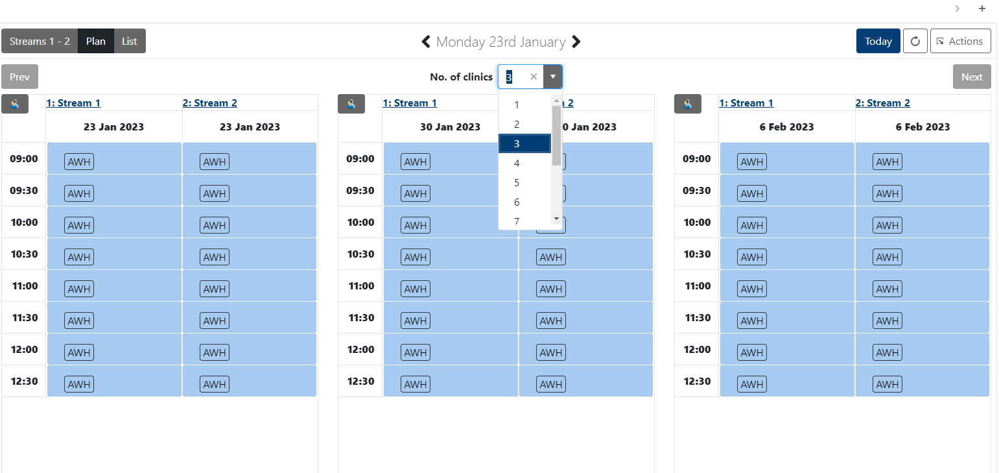 Streams 1 - 2 Plan List Monday 23rd January Today Actions
Prev No. of clinics 3 Next
1: Stream 1 2: Stream 2 1: Stream 1 2 1: Stream 1 2: Stream 2
23 Jan 2023 23 Jan 2023 30 Jan 2023 0 Jan 2023 6 Feb 2023 6 Feb 2023
1
2
3
4
5
6
7
09:00 AWH AWH 09:00 AWH 09:00 AWH AWH
09:30 AWH AWH 09:30 AWH 09:30 AWH AWH
10:00 AWH AWH 10:00 AWH 10:00 AWH AWH
10:30 AWH AWH 10:30 AWH AWH 10:30 AWH AWH
11:00 AWH AWH 11:00 AWH AWH 11:00 AWH AWH
11:30 AWH AWH 11:30 AWH AWH 11:30 AWH AWH
12:00 AWH AWH 12:00 AWH AWH 12:00 AWH AWH
12:30 AWH AWH 12:30 AWH AWH 12:30 AWH AWH